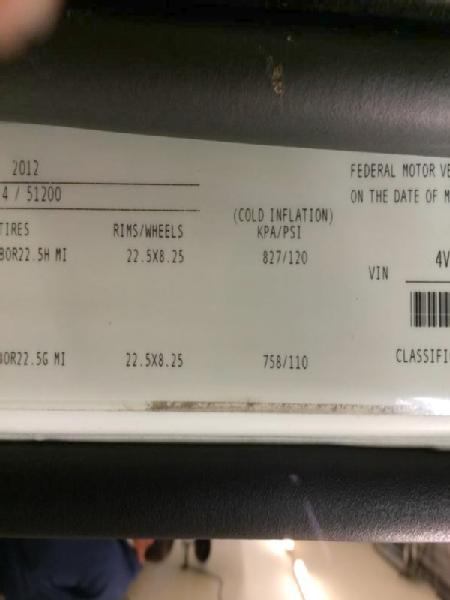 2012
4 / 51200
TIRES RIMS/WHEELS (COLD INFLATION) KPA/PSI
80R22.5H MI 22.5X8.25 827/120
80R22.5G MI 22.5X8.25 758/110
FEDERAL MOTOR VE
ON THE DATE OF M
VIN 4V
CLASSIFI